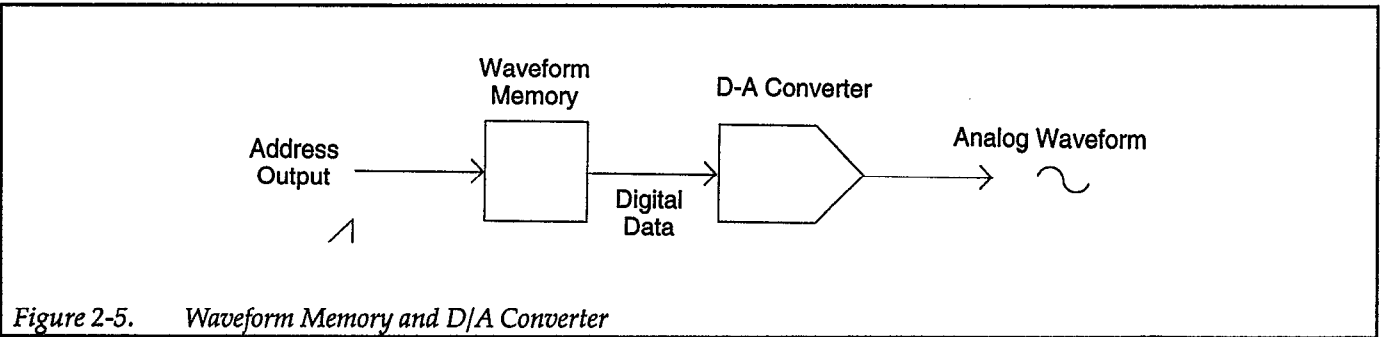 Waveform
Memory
D-A Converter
Address
Output
Digital
Data
Analog Waveform
Figure 2-5. Waveform Memory and D/A Converter